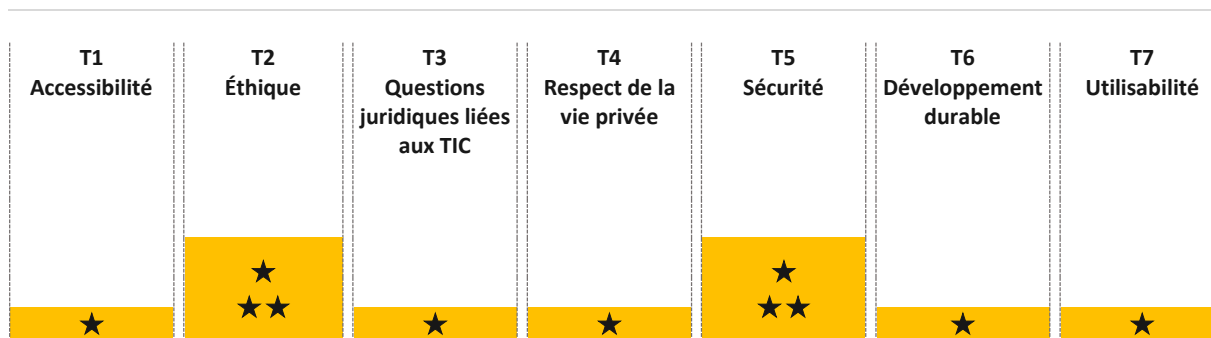 T1
Accessibilité
T2
Éthique
T3
Questions
juridiques liées
aux TIC
T4
Respect de la
vie privée
T5
Sécurité
T6
Développement
durable
T7
Utilisabilité